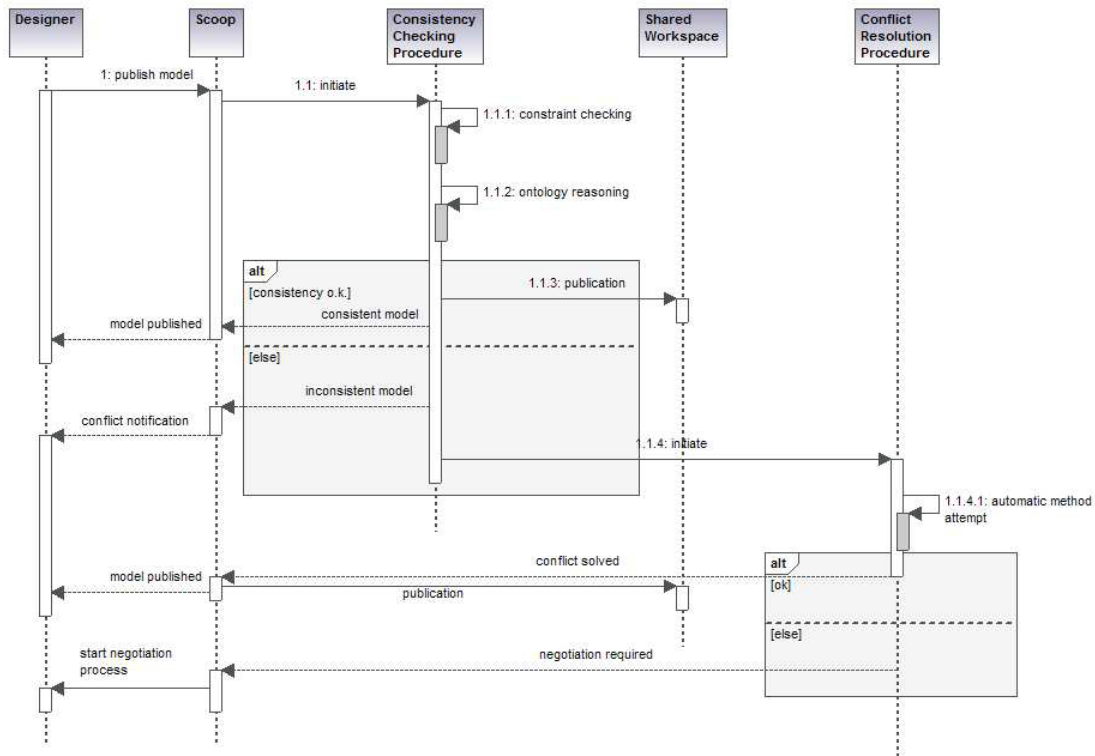 Designer
Scoop
Consistency
Checking
Procedure
Shared
Workspace
Conflict
Resolution
Procedure
1: publish model
1.1: initiate
1.1.1: constraint checking
1.1.2: ontology reasoning
alt
[consistency o.k.]
1.1.3: publication
consistent model
model published
[else]
inconsistent model
conflict notification
1.1.4: initiate
1.1.4.1: automatic method
attempt
alt
conflict solved
model published
[ok]
publication
[else]
start negotiation
process
negotiation required